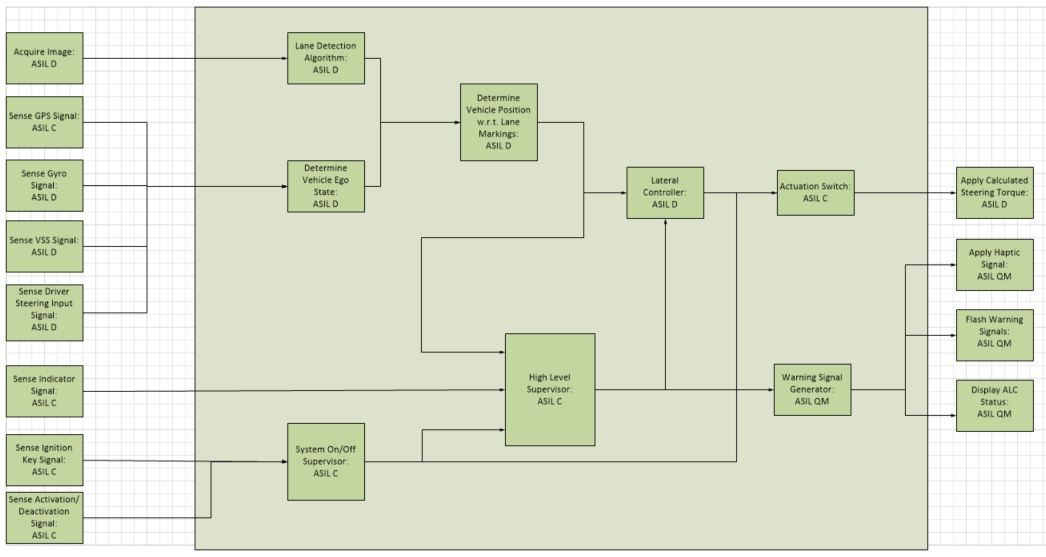 Acquire Image:
ASIL D
Sense GPS Signal:
ASIL C
Sense Gyro
Signal:
ASIL D
Sense VSS Signal:
ASIL D
Sense Driver
Steering Input
Signal:
ASIL D
Sense Indicator
Signal:
ASIL C
Sense Ignition
Key Signal:
ASIL C
Sense Activation/
Deactivation
Signal:
ASIL C
Lane Detection
Algorithm:
ASIL D
Determine
Vehicle Ego
State:
ASIL D
System On/Off
Supervisor:
ASIL C
Determine
Vehicle Position
w.r.t. Lane
Markings:
ASIL D
High Level
Supervisor:
ASIL C
Lateral
Controller:
ASIL D
Actuation Switch:
ASIL C
Warning Signal
Generator:
ASIL QM
Apply Calculated
Steering Torque:
ASIL D
Apply Haptic
Signal:
ASIL QM
Flash Warning
Signals:
ASIL QM
Display ALC
Status:
ASIL QM